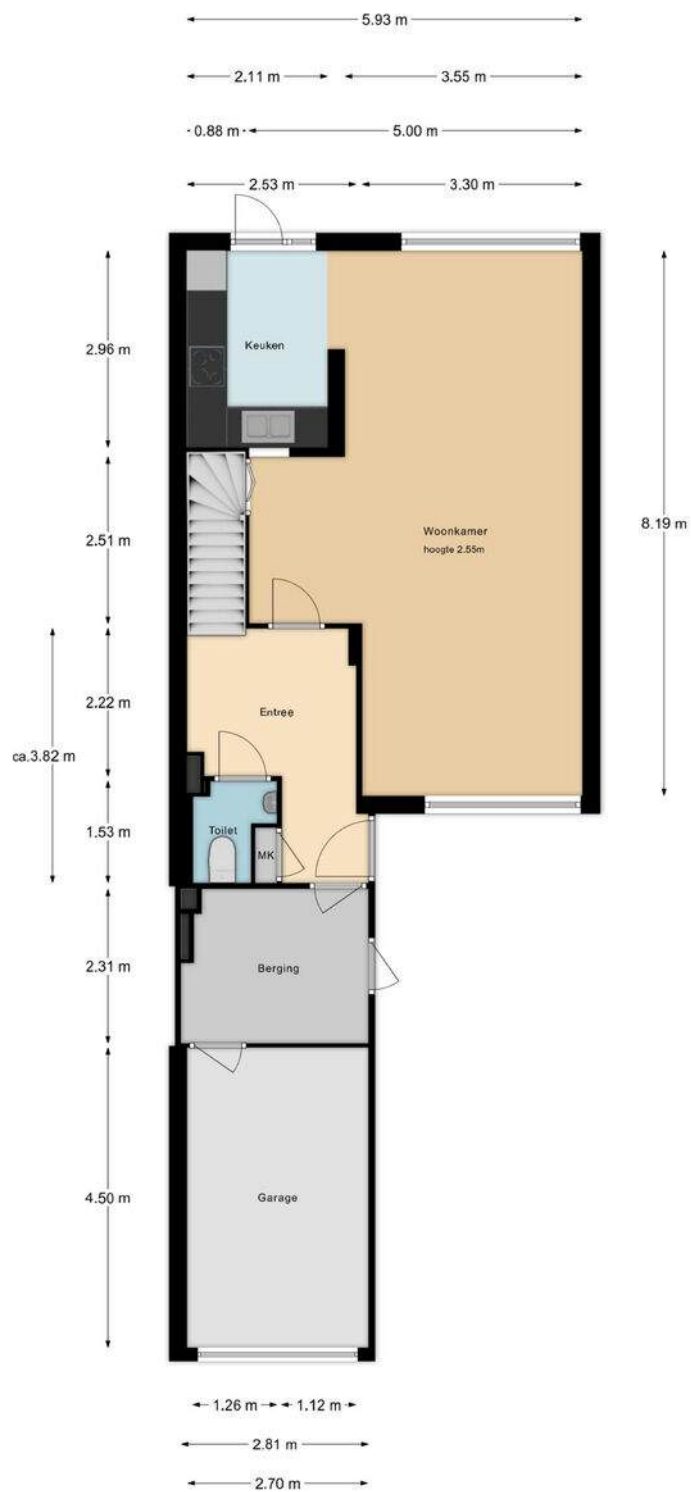 5.93 m
2.11 m
3.55 m
0.88 m
5.00 m
2.53 m
3.30 m
2.96 m
Keuken
2.51 m
Woonkamer
hoogte 2.55m
8.19 m
2.22 m
Entree
ca.3.82 m
1.53 m
Toilet
MK
2.31 m
Berging
4.50 m
Garage
1.26 m
1.12 m
2.81 m
2.70 m